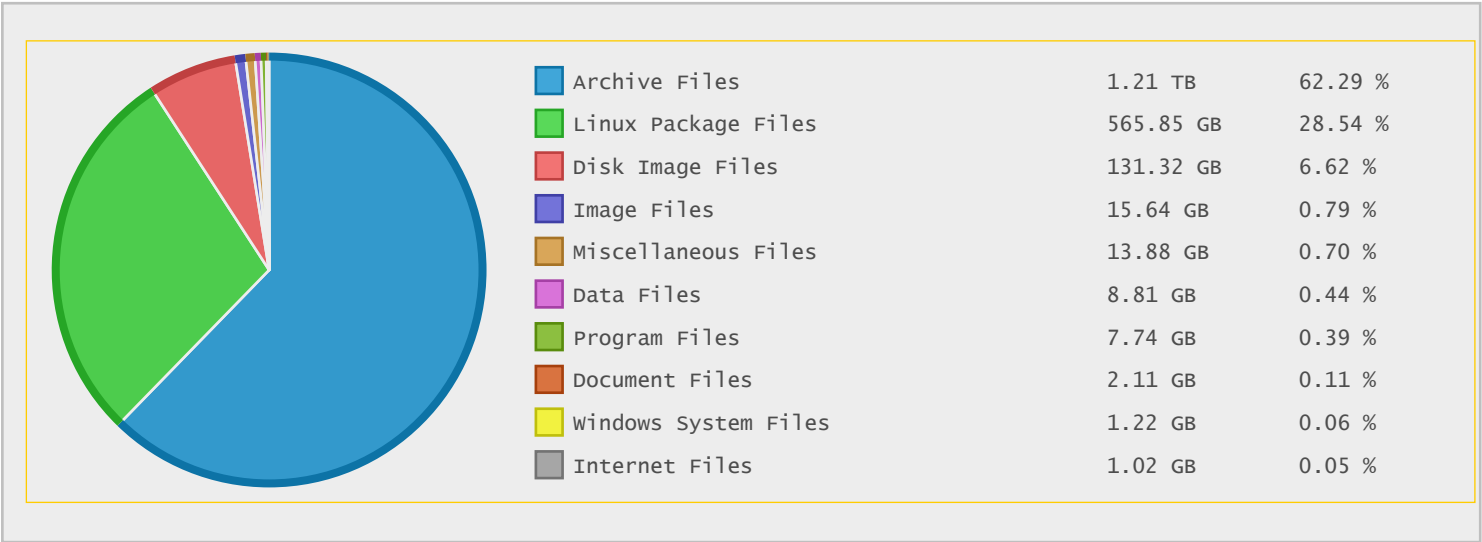 Archive Files 1.21 TB 62.29 %
Linux Package Files 565.85 GB 28.54 %
Disk Image Files 131.32 GB 6.62 %
Image Files 15.64 GB 0.79 %
Miscellaneous Files 13.88 GB 0.70 %
Data Files 8.81 GB 0.44 %
Program Files 7.74 GB 0.39 %
Document Files 2.11 GB 0.11 %
Windows System Files 1.22 GB 0.06 %
Internet Files 1.02 GB 0.05 %